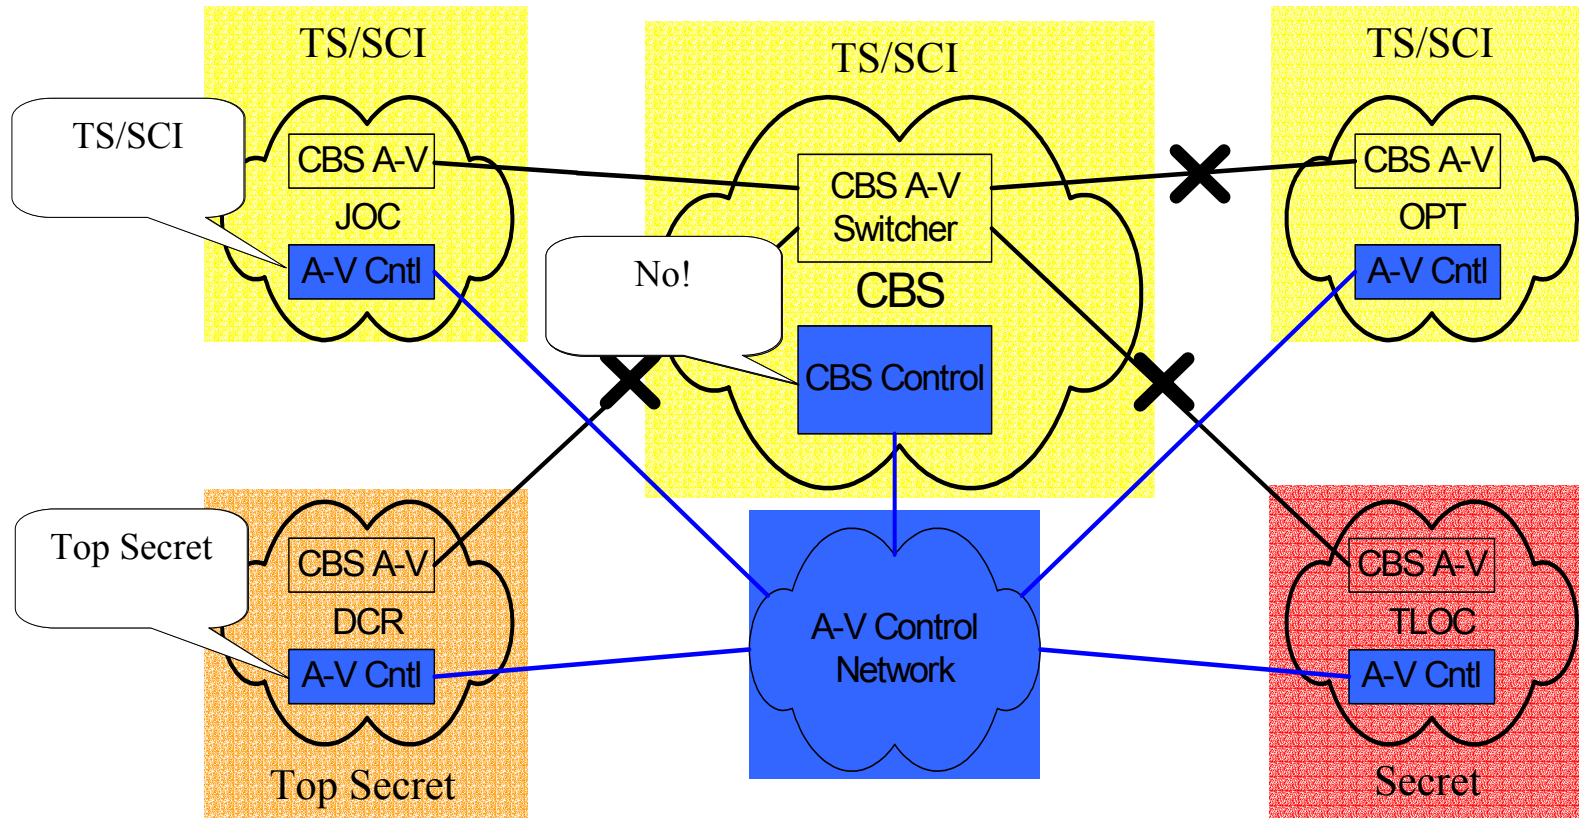 TS/SCI
TS/SCI
TS/SCI
TS/SCI
CBS A-V
JOC
A-V Cntl
CBS A-V
Switcher
CBS
No!
CBS Control
CBS A-V
OPT
A-V Cntl
Top Secret
CBS A-V
DCR
A-V Cntl
Top Secret
A-V Control
Network
CBS A-V
TLOC
A-V Cntl
Secret